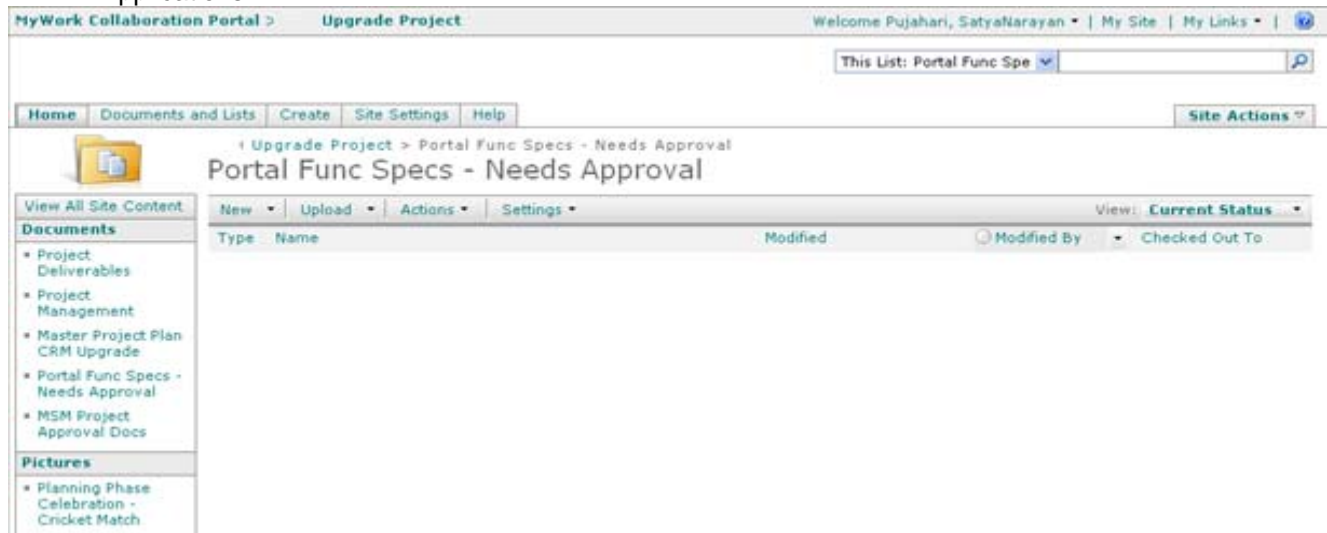 MyWork Collaboration Portal > Upgrade Project Welcome Pujahari, SatyaNarayan | My Site | My Links |
This List: Portal Func Spe
Home Documents and Lists Create Site Settings Help Site Actions
Upgrade Project > Portal Func Specs - Needs Approval
Portal Func Specs - Needs Approval
View All Site Content New Upload Actions Settings View: Current Status
Documents Type Name Modified Modified By Checked Out To
Project
Deliverables
Project
Management
Master Project Plan
CRM Upgrade
Portal Func Specs -
Needs Approval
MSM Project
Approval Docs
Pictures
Planning Phase
Celebration -
Cricket Match